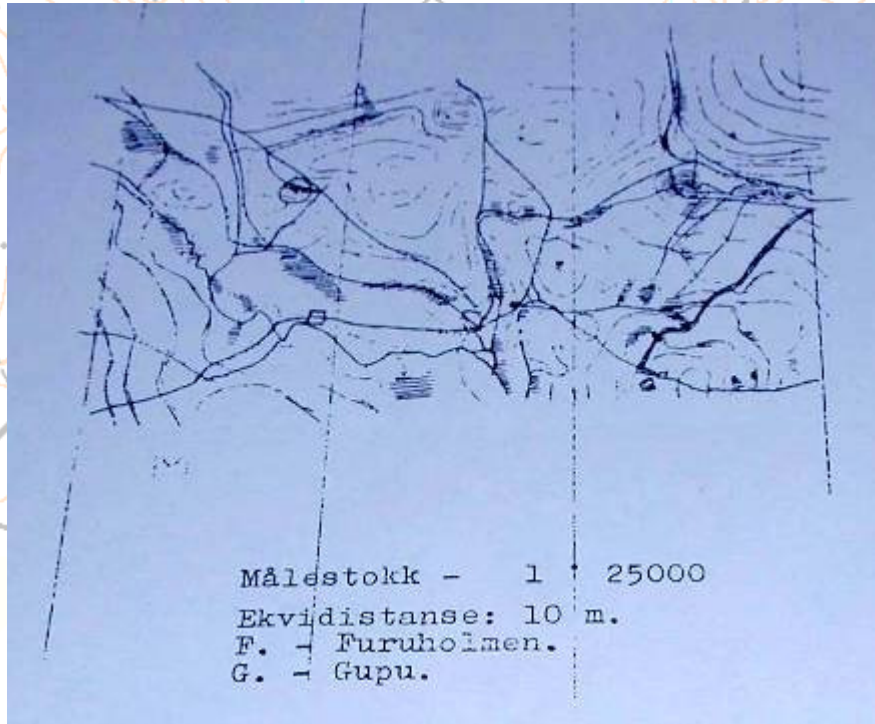 Målestokk - 1 : 25000
Ekvidistanse: 10 m.
F. - Furuholmen.
G. - Gupu.